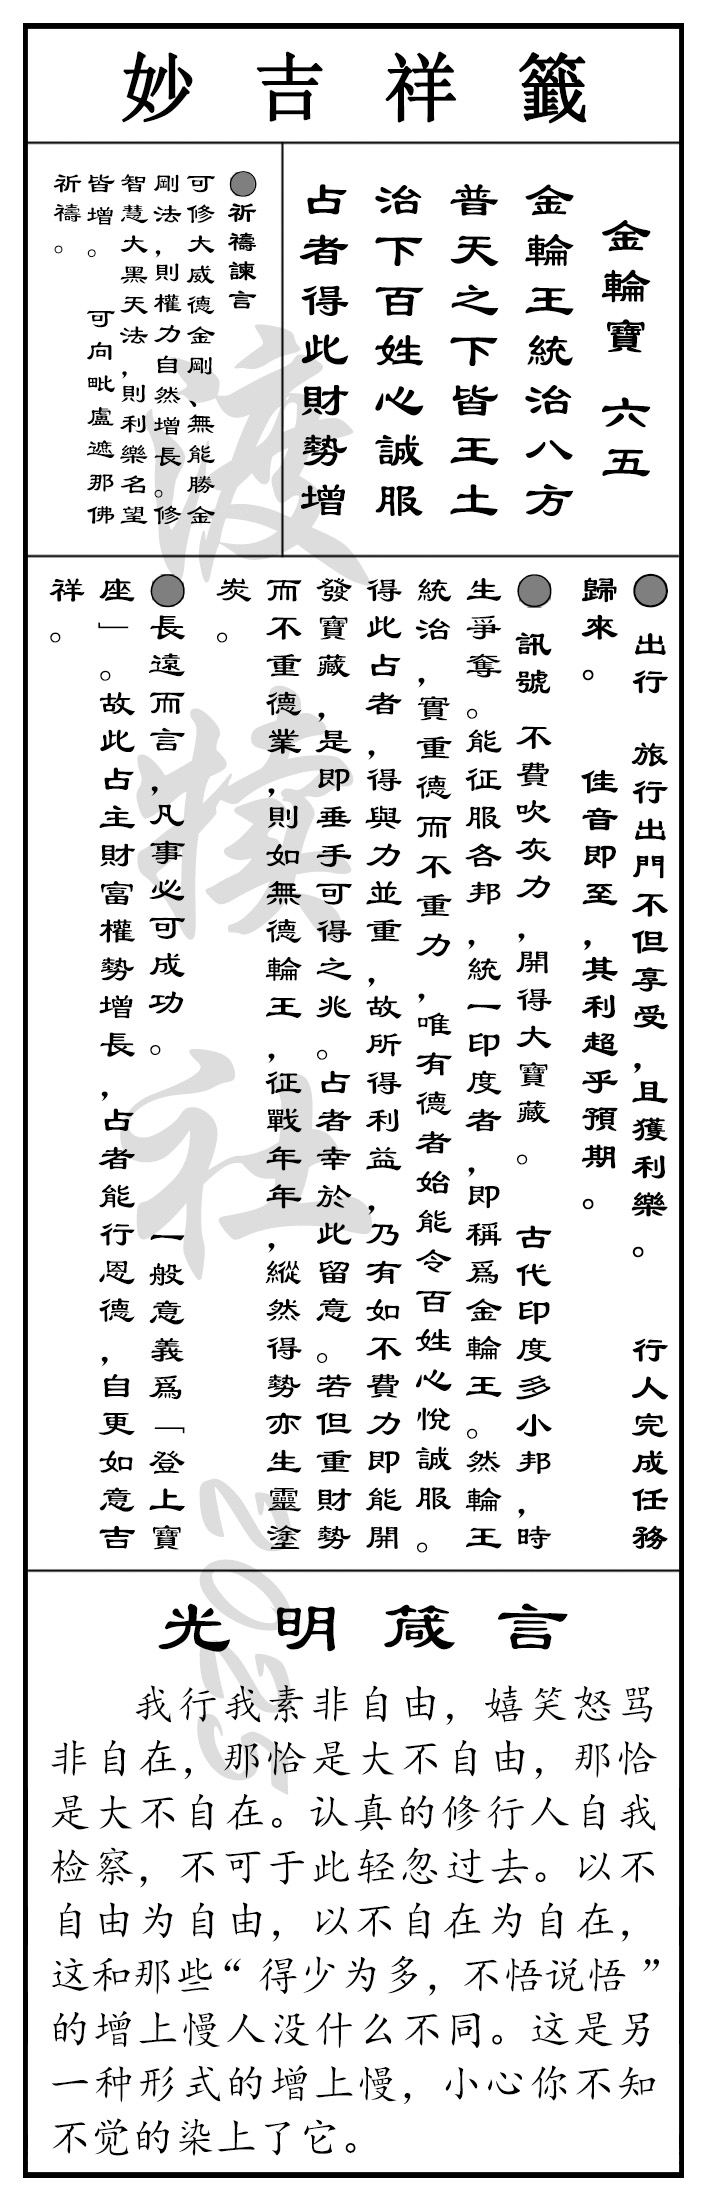 妙吉祥籤
金輪寶 六五
金輪王統治八方
普天之下皆王土
治下百姓心誠服
占者得此財勢增
●祈禱諫言
可修大威德金剛、無能勝金
剛法，則權力自然增長。修
智慧大黑天法，則利樂名望
皆增。 可向毗盧遮那佛
祈禱。
● 出行 旅行出門不但享受，且獲利樂。 行人完成任務
歸來。 佳音即至，其利超乎預期。
● 訊號 不費吹灰力，開得大寶藏。 古代印度多小邦，時
生爭奪。能征服各邦，統一印度者，即稱爲金輪王。然輪王
統治，實重德而不重力，唯有德者始能令百姓心悅誠服。
得此占者，得與力並重，故所得利益，乃有如不費力即能開
發寶藏，是即垂手可得之兆。占者幸於此留意。若但重財勢
而不重德業，則如無德輪王，征戰年年，縱然得勢亦生靈塗
炭。
●長遠而言，凡事必可成功。 一般意義爲「登上寶
座」。故此占主財富權勢增長，占者能行恩德，自更如意吉
祥。
光明箴言
我行我素非自由，嬉笑怒骂
非自在，那恰是大不自由，那恰
是大不自在。认真的修行人自我
检察，不可于此轻忽过去。以不
自由为自由，以不自在为自在，
这和那些“得少为多，不悟说悟”
的增上慢人没什么不同。这是另
一种形式的增上慢，小心你不知
不觉的染上了它。
渡犊社
2025